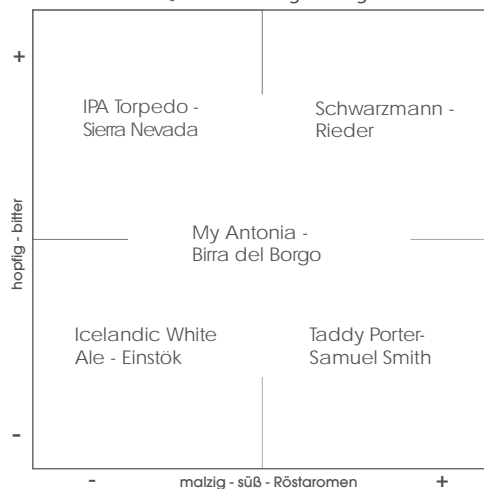 +
IPA Torpedo -
Sierra Nevada
Schwarzmann -
Rieder
hopfig - bitter
My Antonia -
Birra del Borgo
Icelandic White
Ale - Einstök
Taddy Porter-
Samuel Smith
-
- malzig - süß - Röstaromen +